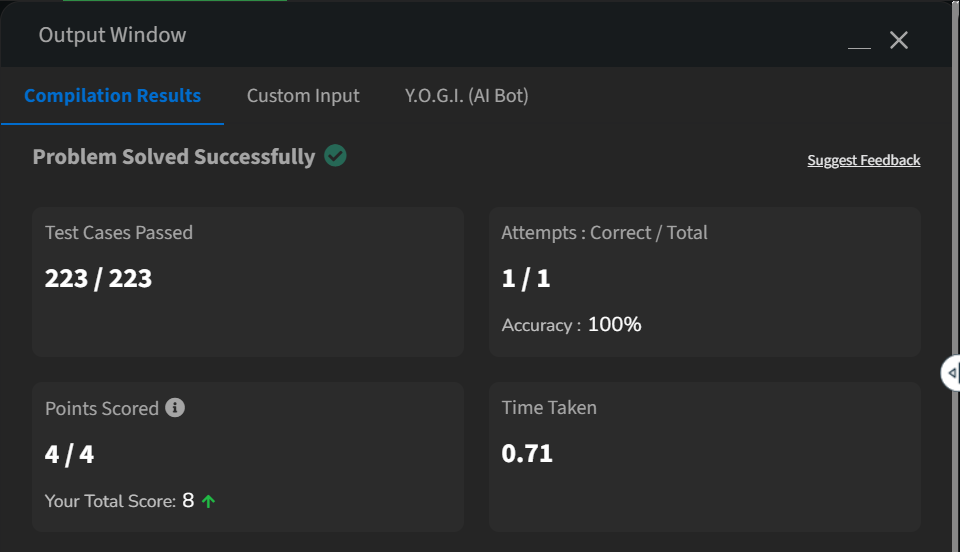 Output Window
Compilation Results
Custom Input
Y.O.G.I. (AI Bot)
Problem Solved Successfully
Suggest Feedback
Test Cases Passed
223 / 223
Attempts : Correct / Total
1 / 1
Accuracy : 100%
Points Scored
4 / 4
Your Total Score: 8
Time Taken
0.71